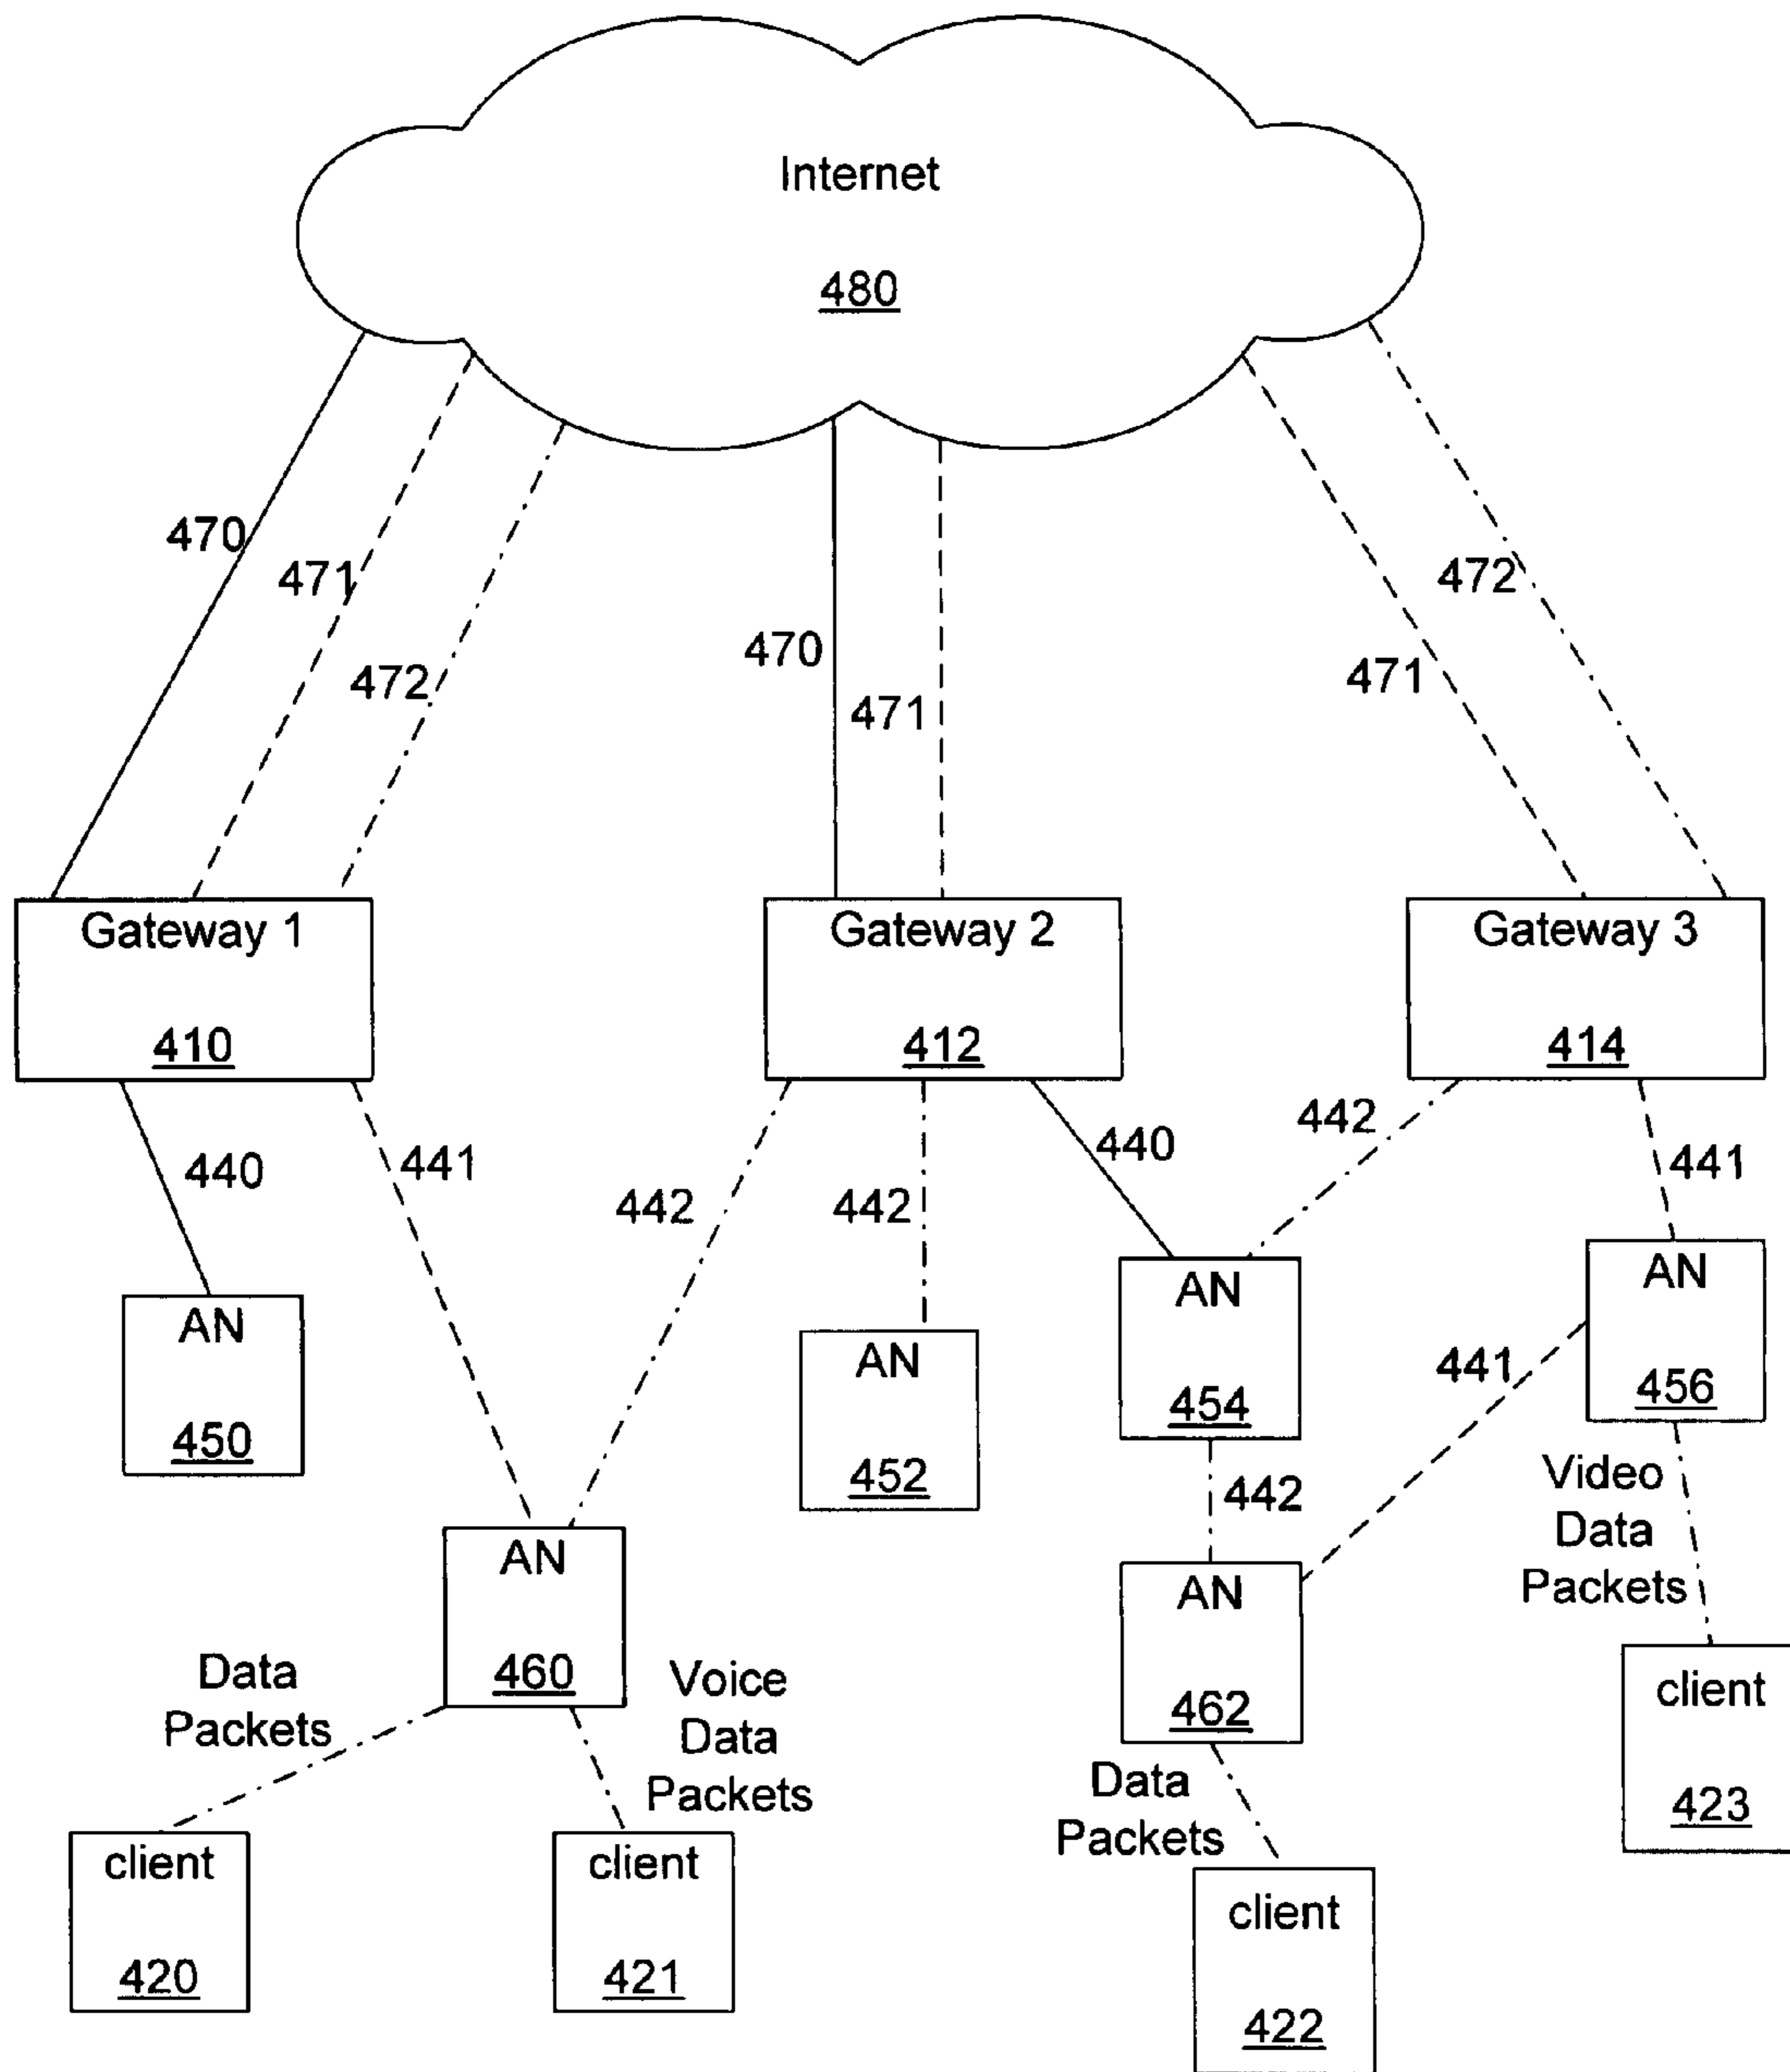 Internet
480
470
471
472
470
471
471
472
Gateway 1
410
Gateway 2
412
Gateway 3
414
440
441
442
442
440
442
441
AN
450
AN
452
AN
454
AN
456
441
442
Video
Data
Packets
AN
460
AN
462
Data
Packets
Voice
Data
Packets
Data
Packets
client
420
client
421
client
422
client
423